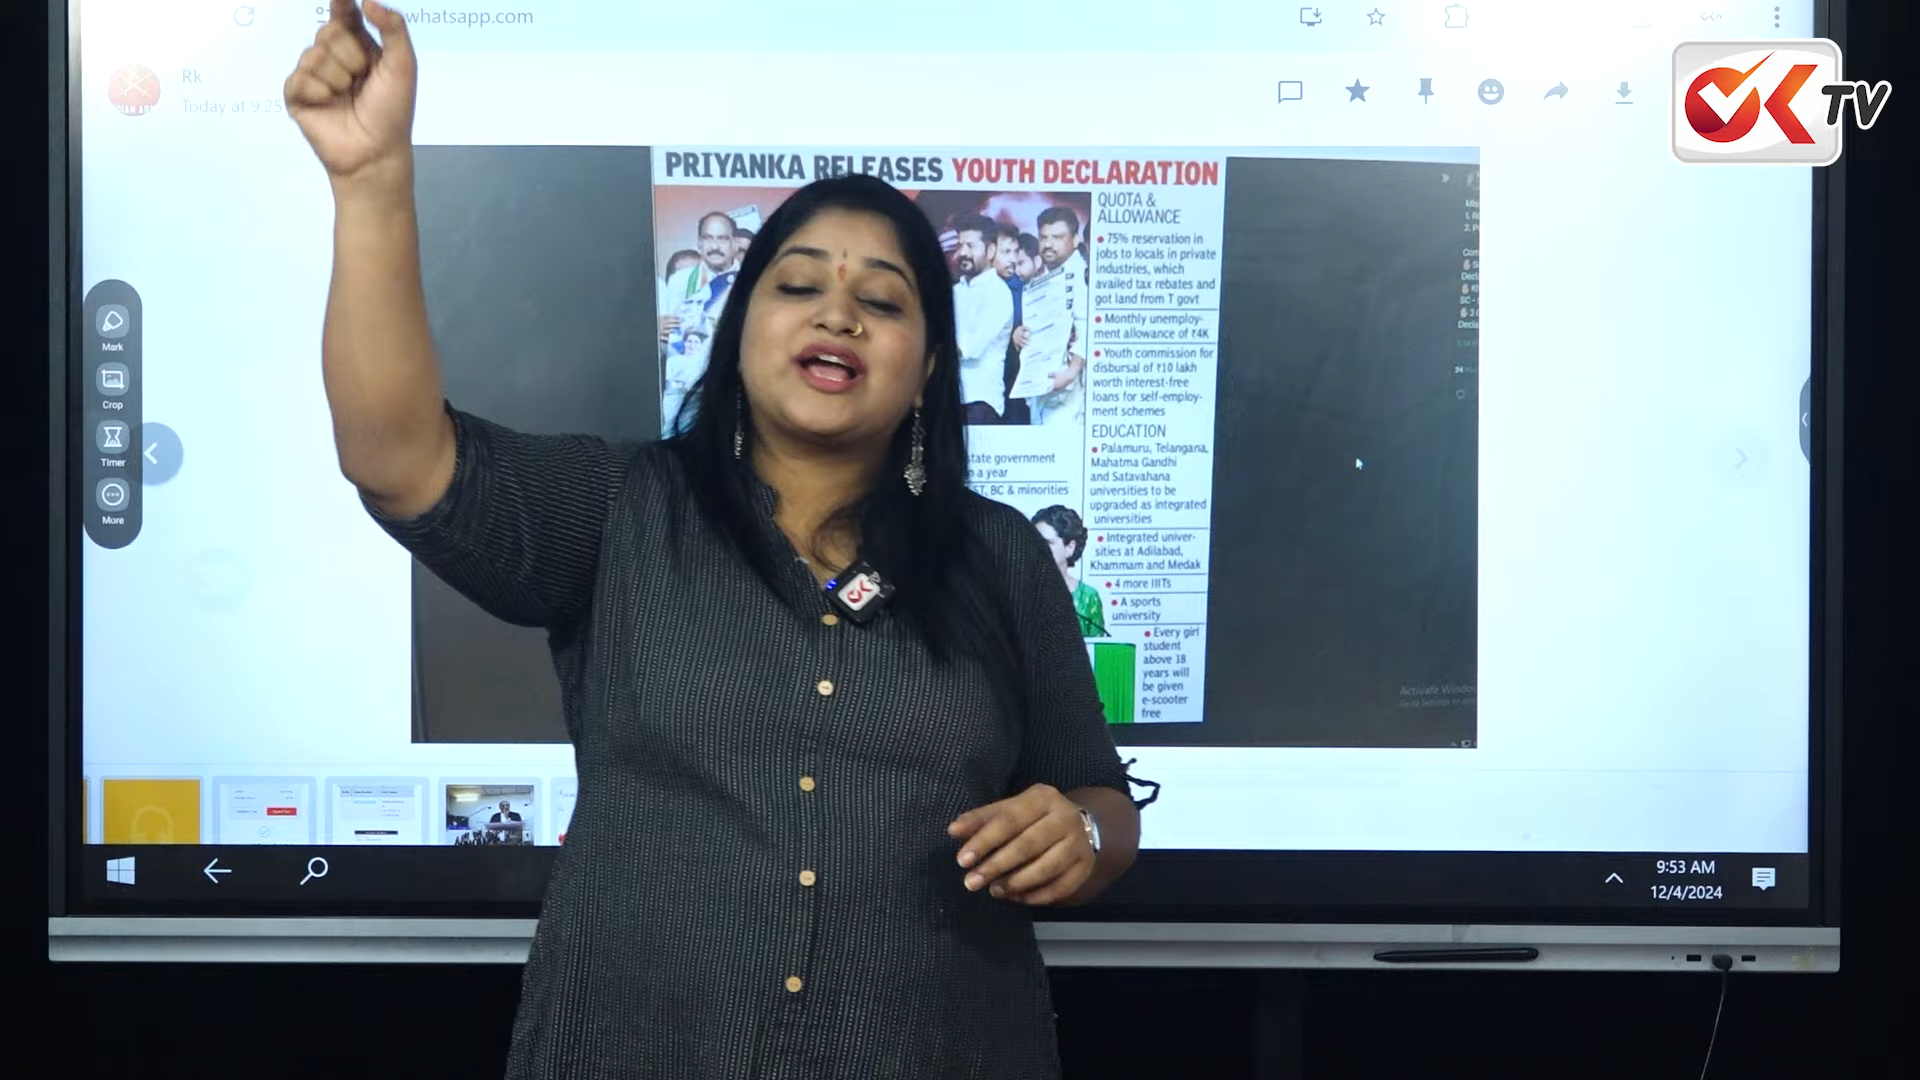 whatsapp.com
Rk
Today at 9:25
OK TV
PRIYANKA RELEASES YOUTH DECLARATION
QUOTA &
ALLOWANCE
• 75% reservation in
jobs to locals in private
industries, which
availed tax rebates and
got land from T govt
• Monthly unemploy-
ment allowance of ₹4K
• Youth commission for
disbursal of ₹10 lakh
worth interest-free
loans for self-employ-
ment schemes
EDUCATION
• Palamuru, Telangana,
Mahatma Gandhi
and Satavahana
universities to be
upgraded as integrated
universities
• Integrated univer-
sities at Adilabad,
Khammam and Medak
• 4 more IIITs
• A sports
university
• Every girl
student
above 18
years will
be given
e-scooter
free
state government
a year
ST, BC & minorities
Mark
Crop
Timer
More
OK TV
Activate Windows
9:53 AM
12/4/2024